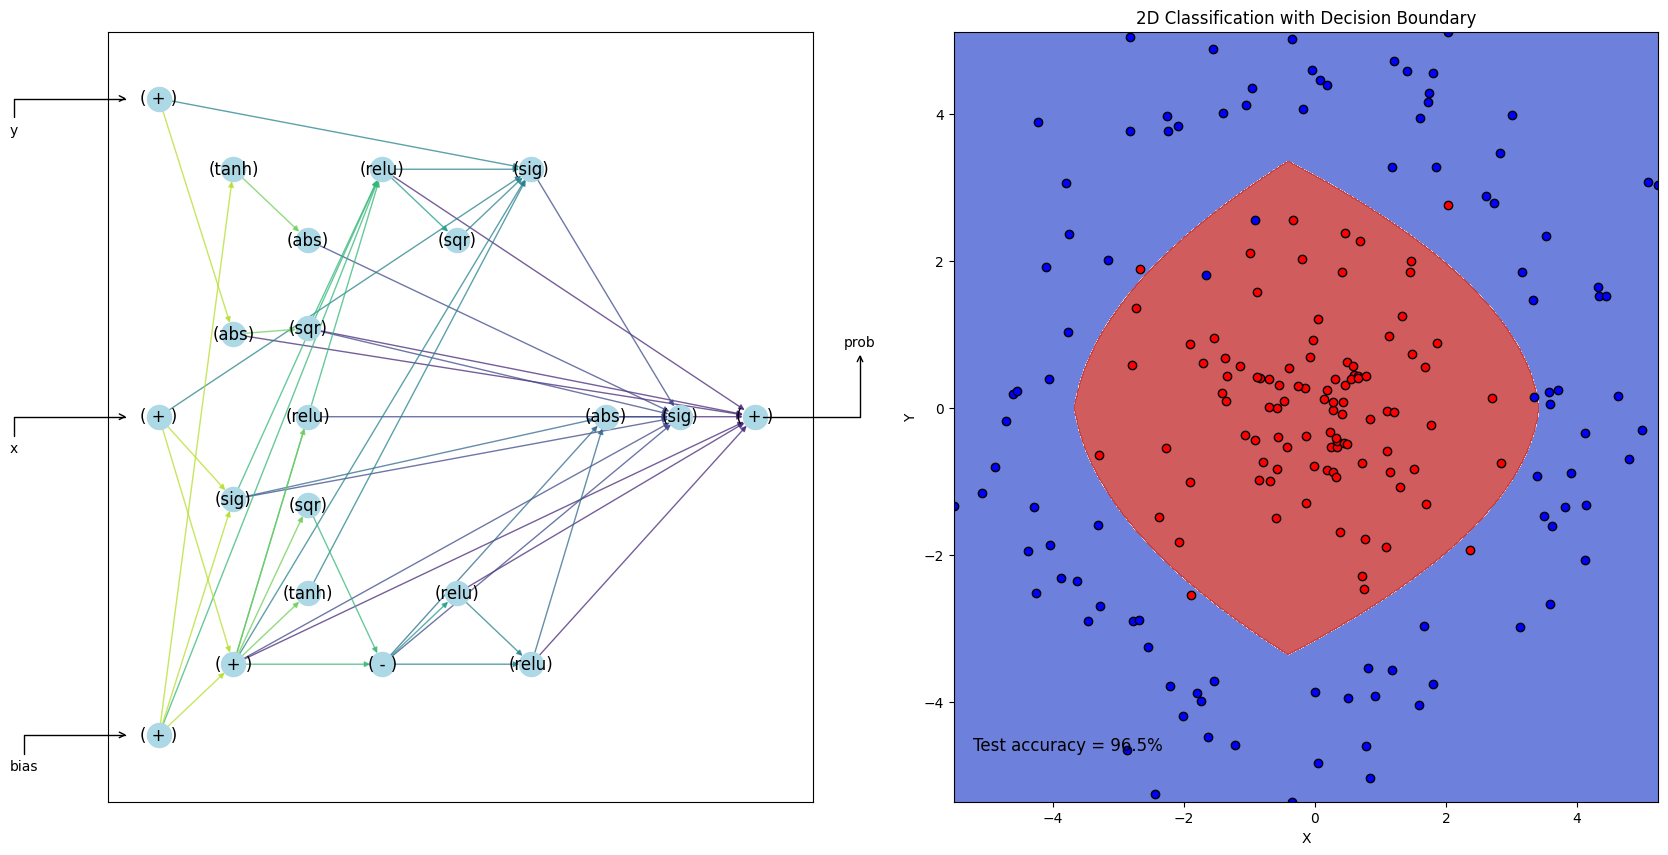 ( + )
y
(tanh)
(relu)
(sig)
(abs)
(sqr)
(abs)
(sqr)
prob
( + )
x
(relu)
(abs)
(sig)
( + )
(sig)
(sqr)
(tanh)
(relu)
( + )
( - )
(relu)
( + )
bias
2D Classification with Decision Boundary
4
2
0
−2
−4
Y
Test accuracy = 96.5%
−4
−2
0
2
4
X